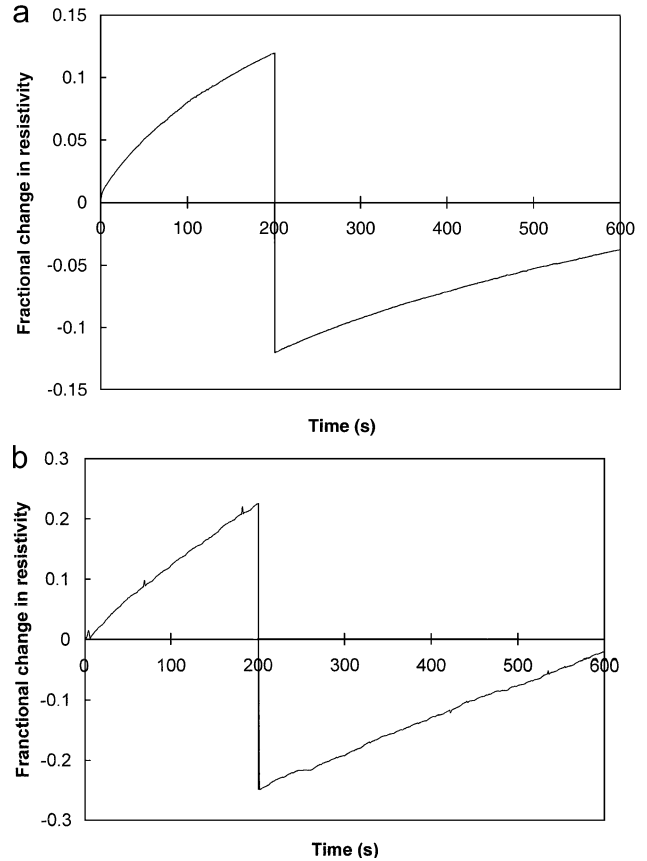 a
0.15
0.1
0.05
0
-0.05
-0.1
-0.15
0 100 200 300 400 500 600
Fractional change in resistivity
Time (s)
b
0.3
0.2
0.1
0
-0.1
-0.2
-0.3
0 100 200 300 400 500 600
Franctional change in resistivity
Time (s)